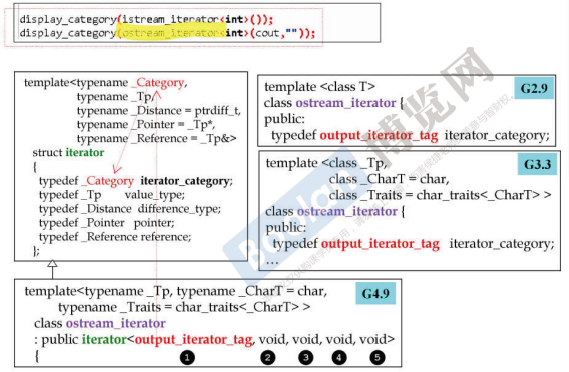 display_category(istream_iterator<int>());
display_category(ostream_iterator<int>(cout,""));
template<typename _Category,
typename _Tp,
typename _Distance = ptrdiff_t,
typename _Pointer = _Tp*,
typename _Reference = _Tp&>
struct iterator
{
typedef _Category iterator_category;
typedef _Tp value_type;
typedef _Distance difference_type;
typedef _Pointer pointer;
typedef _Reference reference;
};
template <class T>
class ostream_iterator {
public:
typedef output_iterator_tag iterator_category;
G2.9
template <class _Tp,
class _CharT = char,
class _Traits = char_traits<_CharT> >
class ostream_iterator {
public:
typedef output_iterator_tag iterator_category;
…
G3.3
template<typename _Tp, typename _CharT = char,
typename _Traits = char_traits<_CharT> >
class ostream_iterator
: public iterator<output_iterator_tag, void, void, void, void>
{
G4.9
1 2 3 4 5
Boolan 博览网